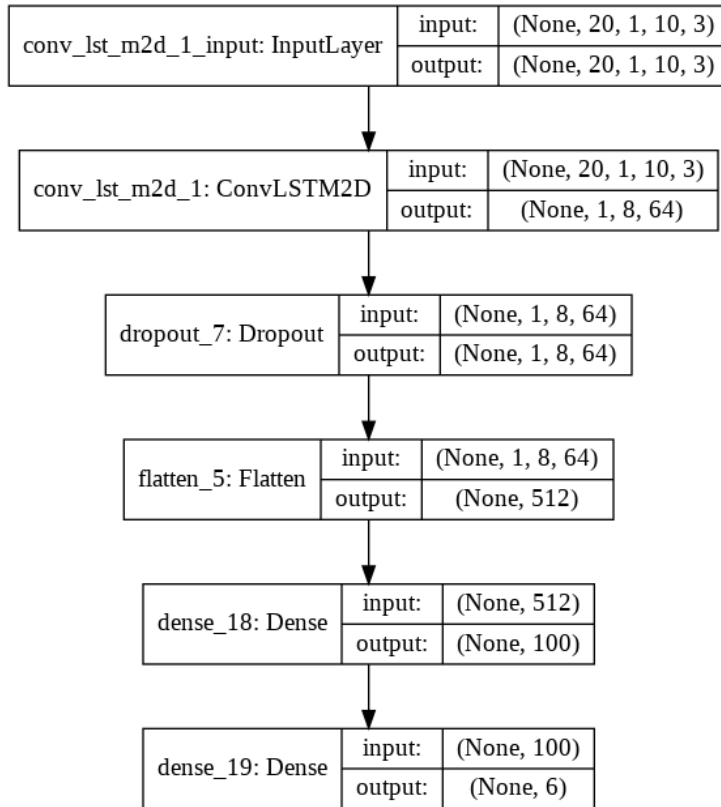 conv_lst_m2d_1_input: InputLayer
input: (None, 20, 1, 10, 3)
output: (None, 20, 1, 10, 3)
conv_lst_m2d_1: ConvLSTM2D
input: (None, 20, 1, 10, 3)
output: (None, 1, 8, 64)
dropout_7: Dropout
input: (None, 1, 8, 64)
output: (None, 1, 8, 64)
flatten_5: Flatten
input: (None, 1, 8, 64)
output: (None, 512)
dense_18: Dense
input: (None, 512)
output: (None, 100)
dense_19: Dense
input: (None, 100)
output: (None, 6)